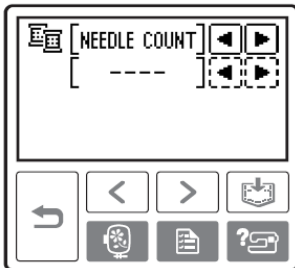 [NEEDLE COUNT]
[ ---- ]
?